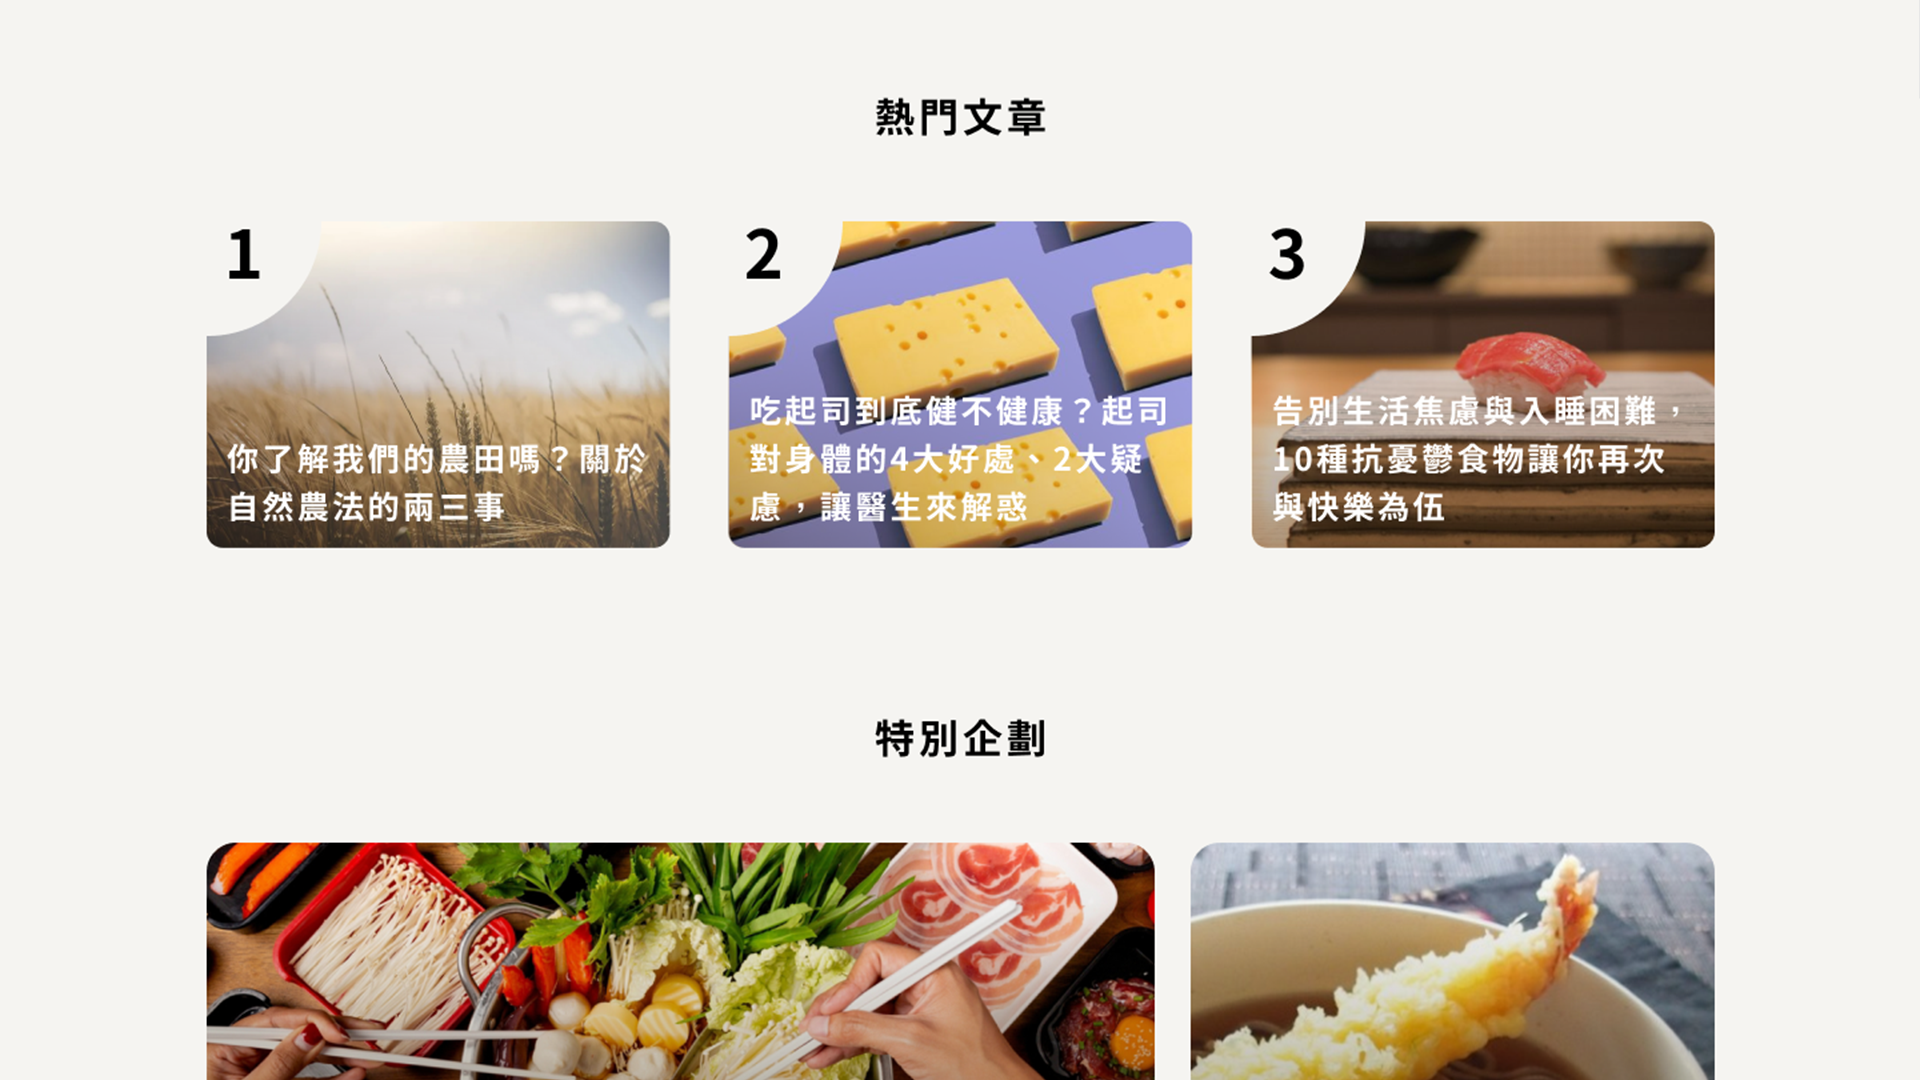 熱門文章
1
你了解我們的農田嗎？關於
自然農法的兩三事
2
吃起司到底健不健康？起司
對身體的4大好處、2大疑
慮，讓醫生來解惑
3
告別生活焦慮與入睡困難，
10種抗憂鬱食物讓你再次
與快樂為伍
特別企劃